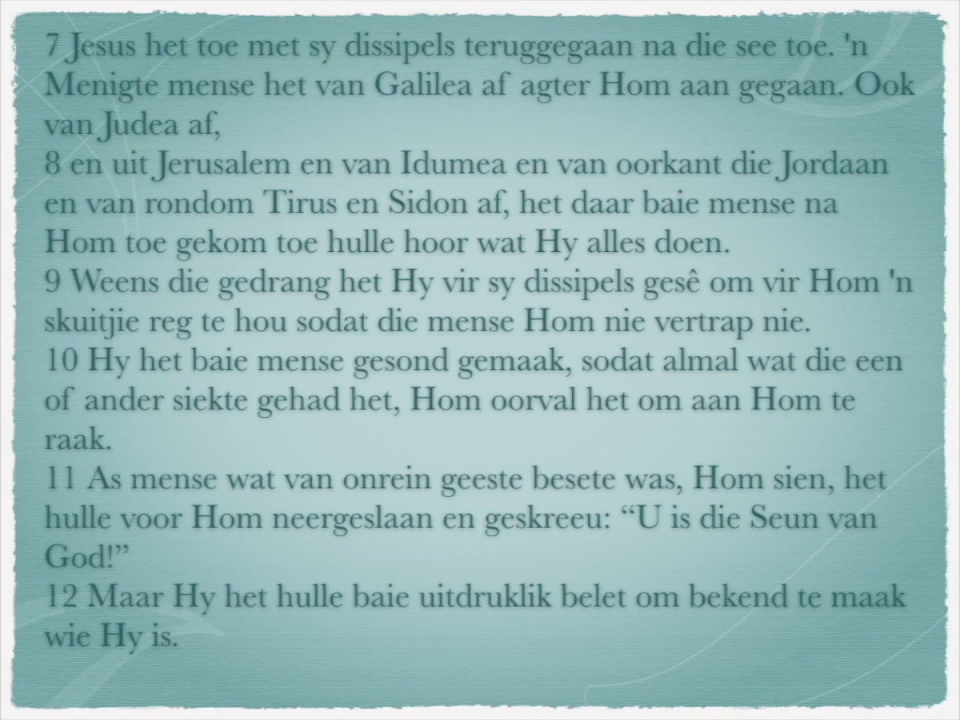 7 Jesus het toe met sy dissipels teruggegaan na die see toe. 'n
Menigte mense het van Galilea af agter Hom aan gegaan. Ook
van Judea af,
8 en uit Jerusalem en van Idumea en van oorkant die Jordaan
en van rondom Tirus en Sidon af, het daar baie mense na
Hom toe gekom toe hulle hoor wat Hy alles doen.
9 Weens die gedrang het Hy vir sy dissipels gesê om vir Hom 'n
skuitjie reg te hou sodat die mense Hom nie vertrap nie.
10 Hy het baie mense gesond gemaak, sodat almal wat die een
of ander siekte gehad het, Hom oorval het om aan Hom te
raak.
11 As mense wat van onrein geeste besete was, Hom sien, het
hulle voor Hom neergeslaan en geskreeu: “U is die Seun van
God!”
12 Maar Hy het hulle baie uitdruklik belet om bekend te maak
wie Hy is.